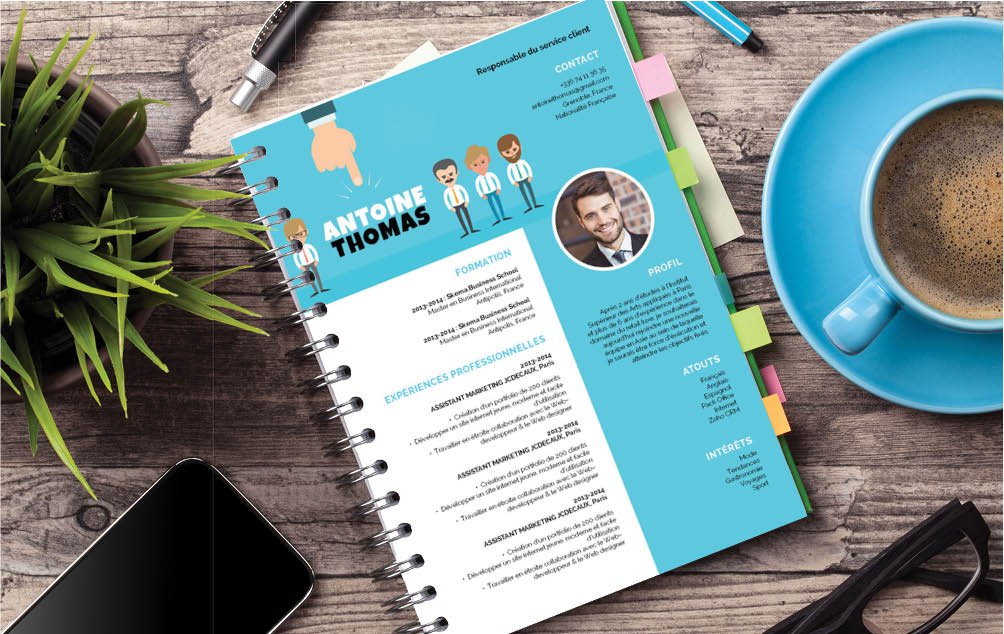 Responsable du service client
CONTACT
+336 74 11 36 35
antoinethomas@gmail.com
Grenoble, France
Nationalité Française
ANTOINE
THOMAS
FORMATION
2013-2014 : Skema Business School
Master en Business International,
Antipolis, France
2013-2014 : Skema Business School
Master en Business International,
Antipolis, France
EXPÉRIENCES PROFESSIONNELLES
2013-2014
ASSISTANT MARKETING JCDECAUX, Paris
• Création d'un portfolio de 200 clients
• Développer un site internet jeune, moderne et facile
d'utilisation
• Travailler en étroite collaboration avec le Web-
developpeur & le Web designer
2013-2014
ASSISTANT MARKETING JCDECAUX, Paris
• Création d'un portfolio de 200 clients
• Développer un site internet jeune, moderne et facile
d'utilisation
• Travailler en étroite collaboration avec le Web-
developpeur & le Web designer
2013-2014
ASSISTANT MARKETING JCDECAUX, Paris
• Création d'un portfolio de 200 clients
• Développer un site internet jeune, moderne et facile
d'utilisation
• Travailler en étroite collaboration avec le Web-
developpeur & le Web designer
PROFIL
Après 2 ans d'études à l'Institut
Supérieur des Arts appliqués à Paris
et plus de 6 ans d'expérience dans le
domaine du retail luxe, je souhaiterais
aujourd'hui rejoindre une nouvelle
équipe en Asie au sein de laquelle
je saurais être force d'exécution et
atteindre les objectifs fixés
ATOUTS
Français
Anglais
Espagnol
Pack Office
Internet
Zoho CRM
INTÉRÊTS
Mode
Tendances
Gastronomie
Voyages
Sport